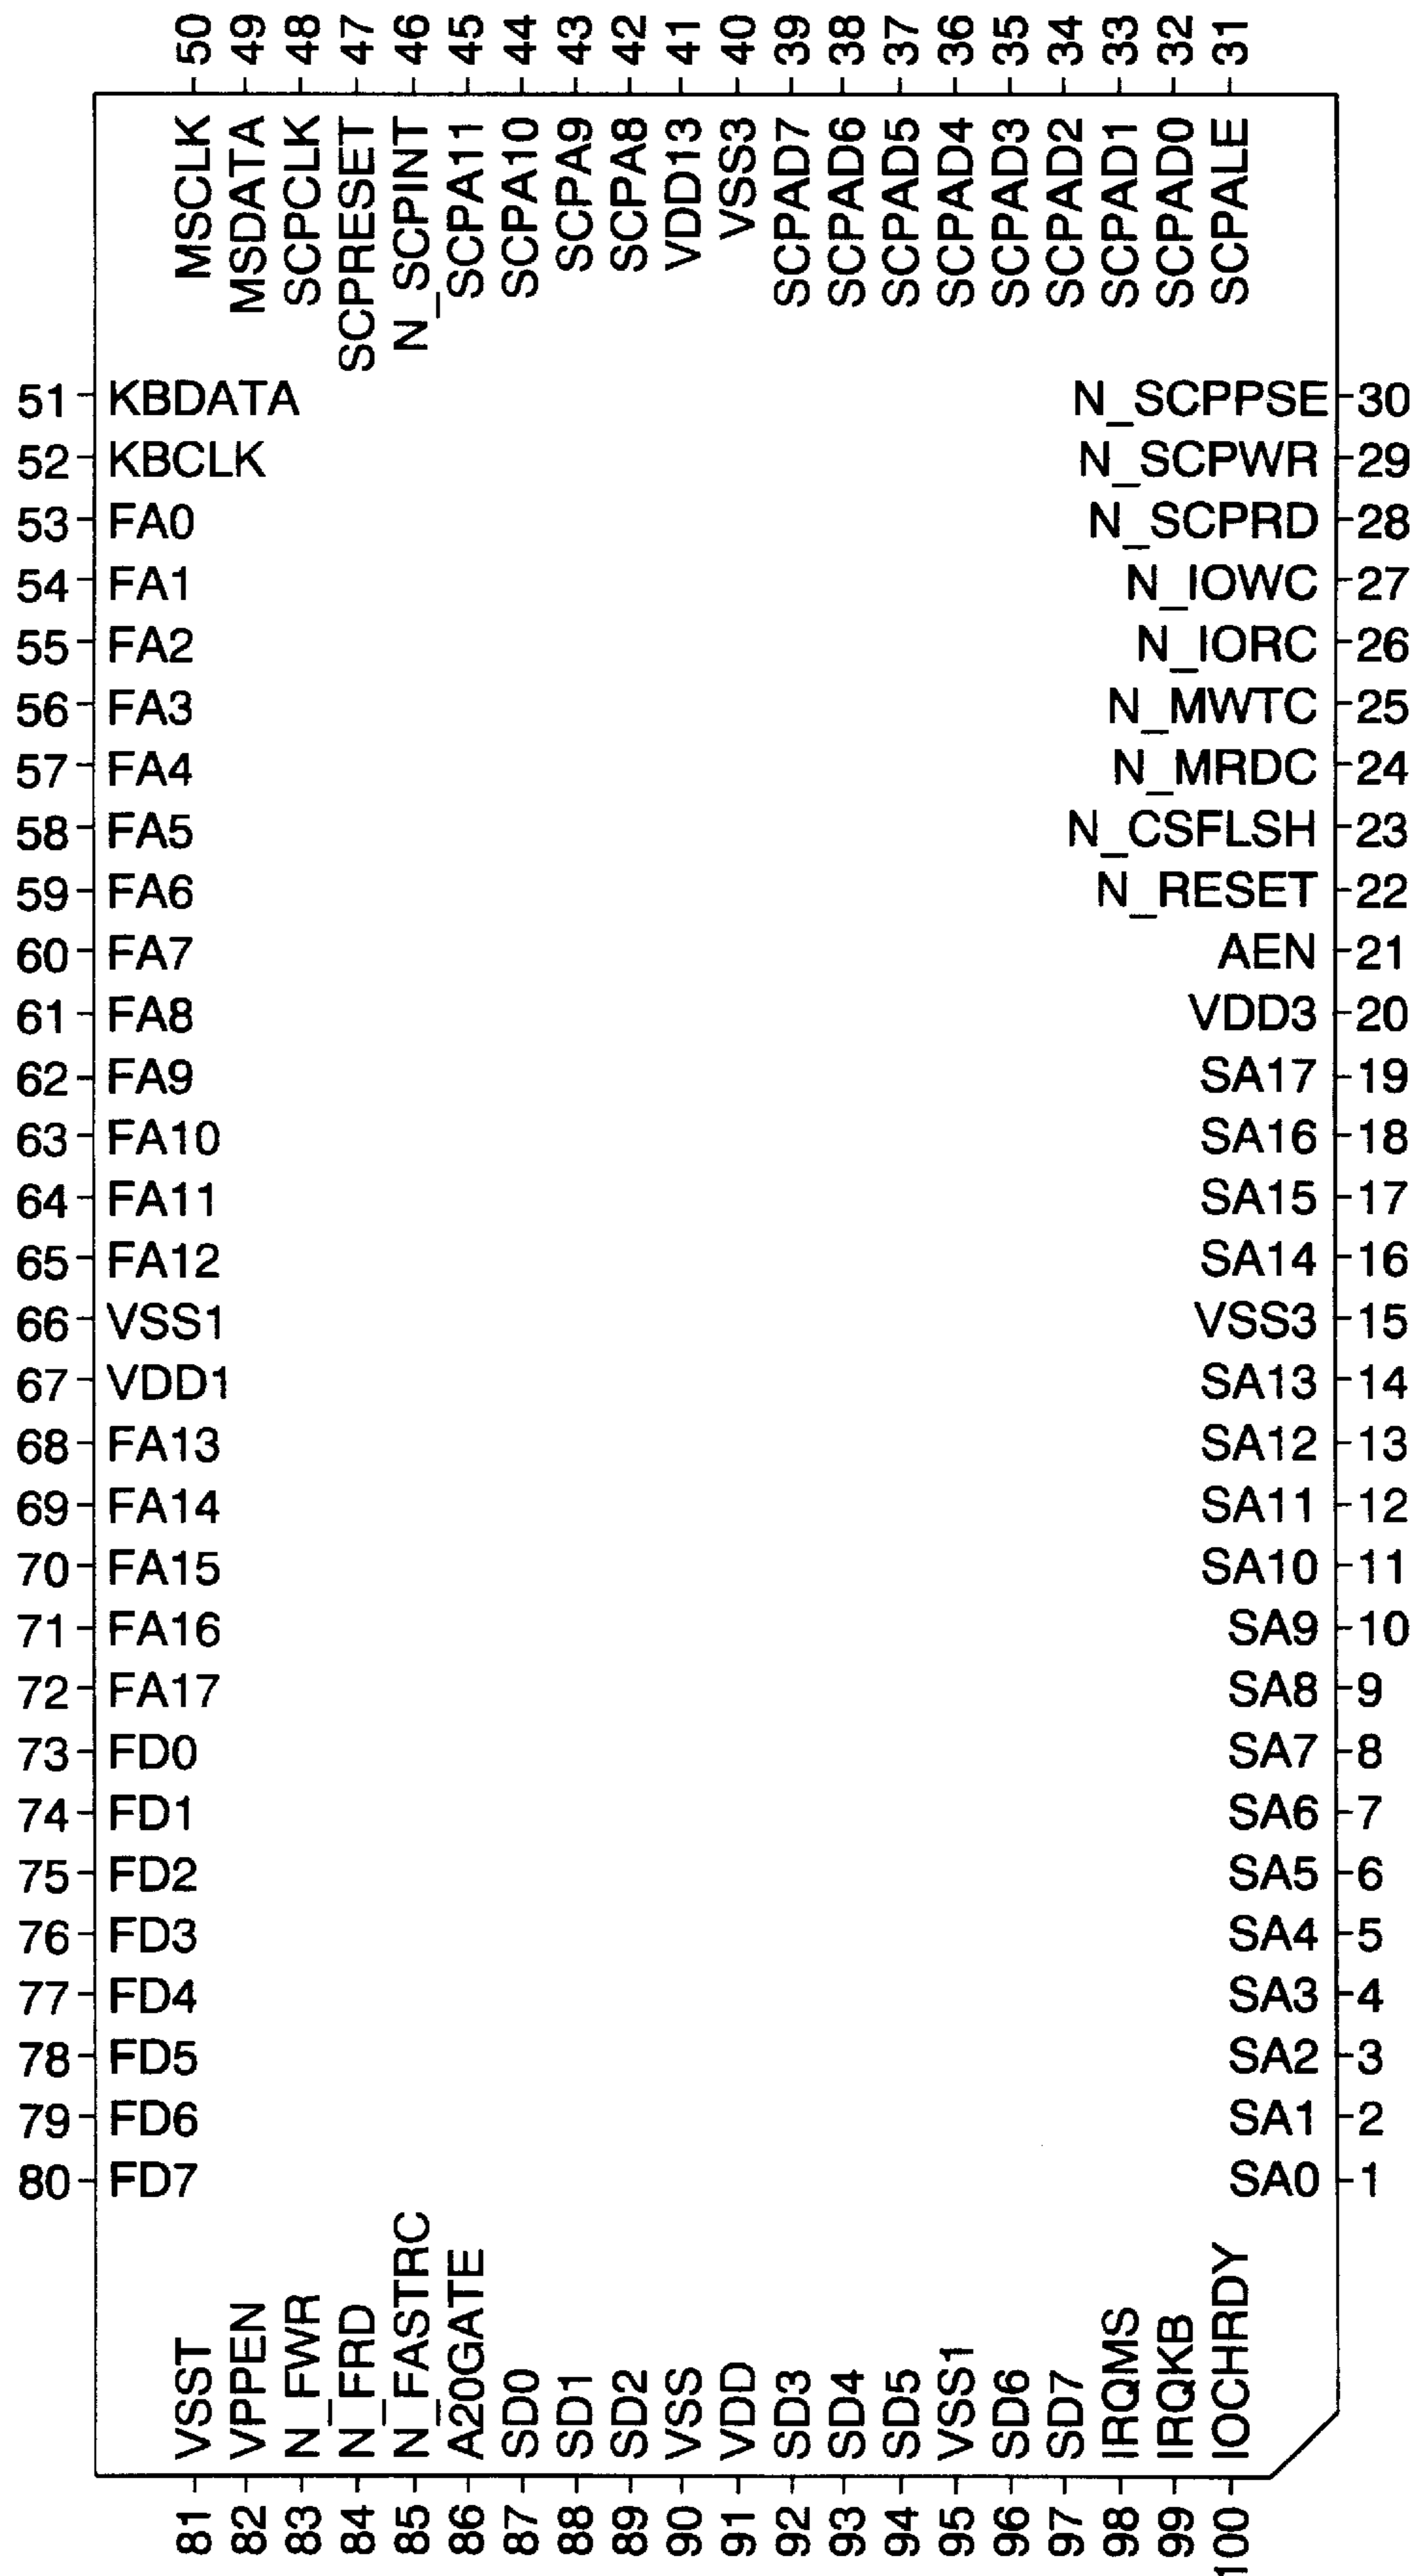 50 49 48 47 46 45 44 43 42 41 40 39 38 37 36 35 34 33 32 31
MSCLK MSDATA SCPCLK SCPRESET N_SCPINT SCPA11 SCPA10 SCPA9 SCPA8 VDD13 VSS3 SCPAD7 SCPAD6 SCPAD5 SCPAD4 SCPAD3 SCPAD2 SCPAD1 SCPAD0 SCPALE
51 KBDATA N_SCPPSE 30
52 KBCLK N_SCPWR 29
53 FA0 N_SCPRD 28
54 FA1 N_IOWC 27
55 FA2 N_IORC 26
56 FA3 N_MWTC 25
57 FA4 N_MRDC 24
58 FA5 N_CSFLSH 23
59 FA6 N_RESET 22
60 FA7 AEN 21
61 FA8 VDD3 20
62 FA9 SA17 19
63 FA10 SA16 18
64 FA11 SA15 17
65 FA12 SA14 16
66 VSS1 VSS3 15
67 VDD1 SA13 14
68 FA13 SA12 13
69 FA14 SA11 12
70 FA15 SA10 11
71 FA16 SA9 10
72 FA17 SA8 9
73 FD0 SA7 8
74 FD1 SA6 7
75 FD2 SA5 6
76 FD3 SA4 5
77 FD4 SA3 4
78 FD5 SA2 3
79 FD6 SA1 2
80 FD7 SA0 1
VSST VPPEN N_FWR N_FRD N_FASTRC A20GATE SD0 SD1 SD2 VSS VDD SD3 SD4 SD5 VSS1 SD6 SD7 IRQMS IRQKB IOCHRDY
81 82 83 84 85 86 87 88 89 90 91 92 93 94 95 96 97 98 99 100